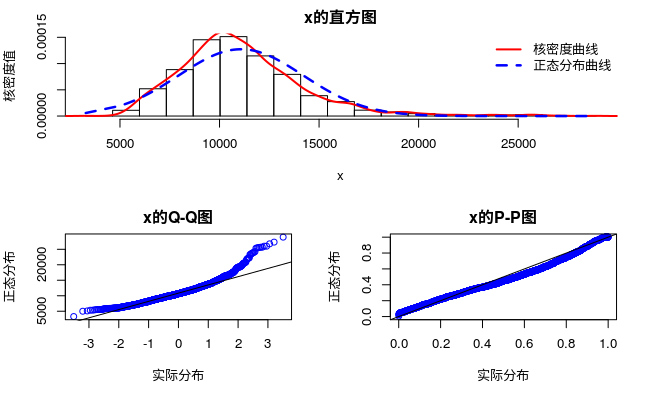 x的直方图
核密度值
0.00000 0.00015
核密度曲线
正态分布曲线
5000 10000 15000 20000 25000
x
x的Q-Q图
正态分布
5000 20000
-3 -2 -1 0 1 2 3
实际分布
x的P-P图
正态分布
0.0 0.4 0.8
0.0 0.2 0.4 0.6 0.8 1.0
实际分布